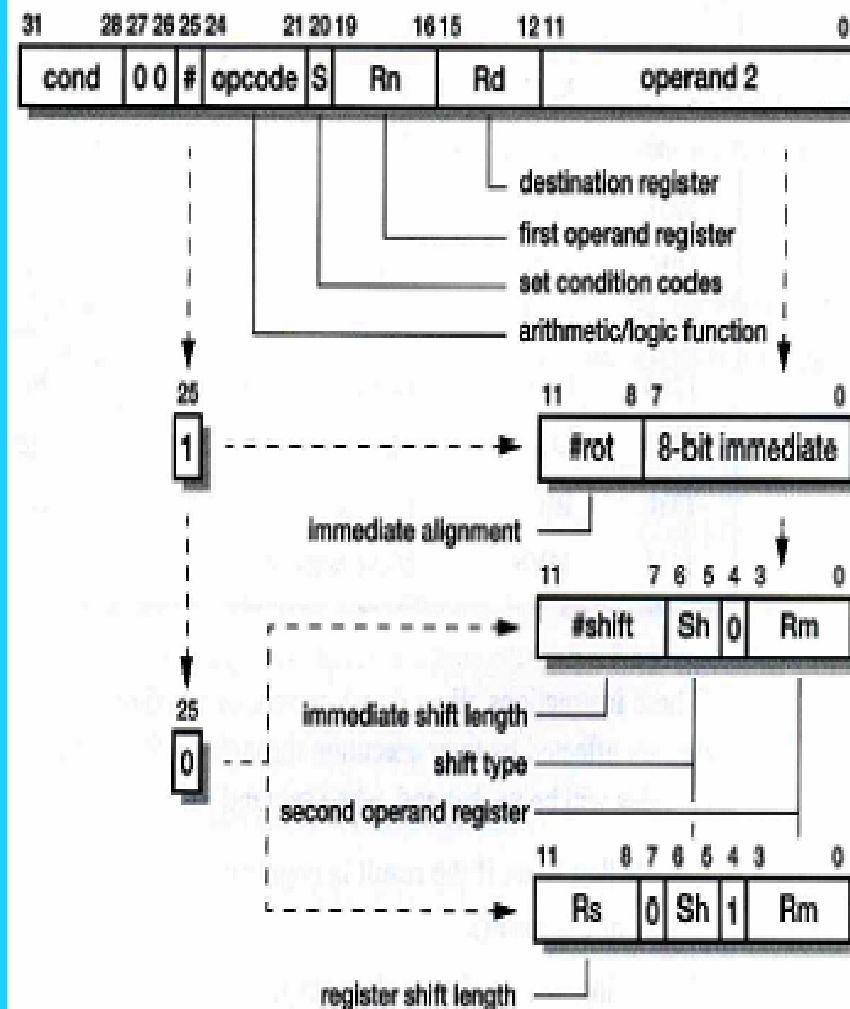 31 28 27 26 25 24 21 20 19 16 15 12 11 0
cond 0 0 # opcode S Rn Rd operand 2
destination register
first operand register
set condition codes
arithmetic/logic function
25
11 8 7 0
1
#rot 8-bit immediate
immediate alignment
11 7 6 5 4 3 0
#shift Sh 0 Rm
25
immediate shift length
0
shift type
second operand register
11 8 7 6 5 4 3 0
Rs 0 Sh 1 Rm
register shift length